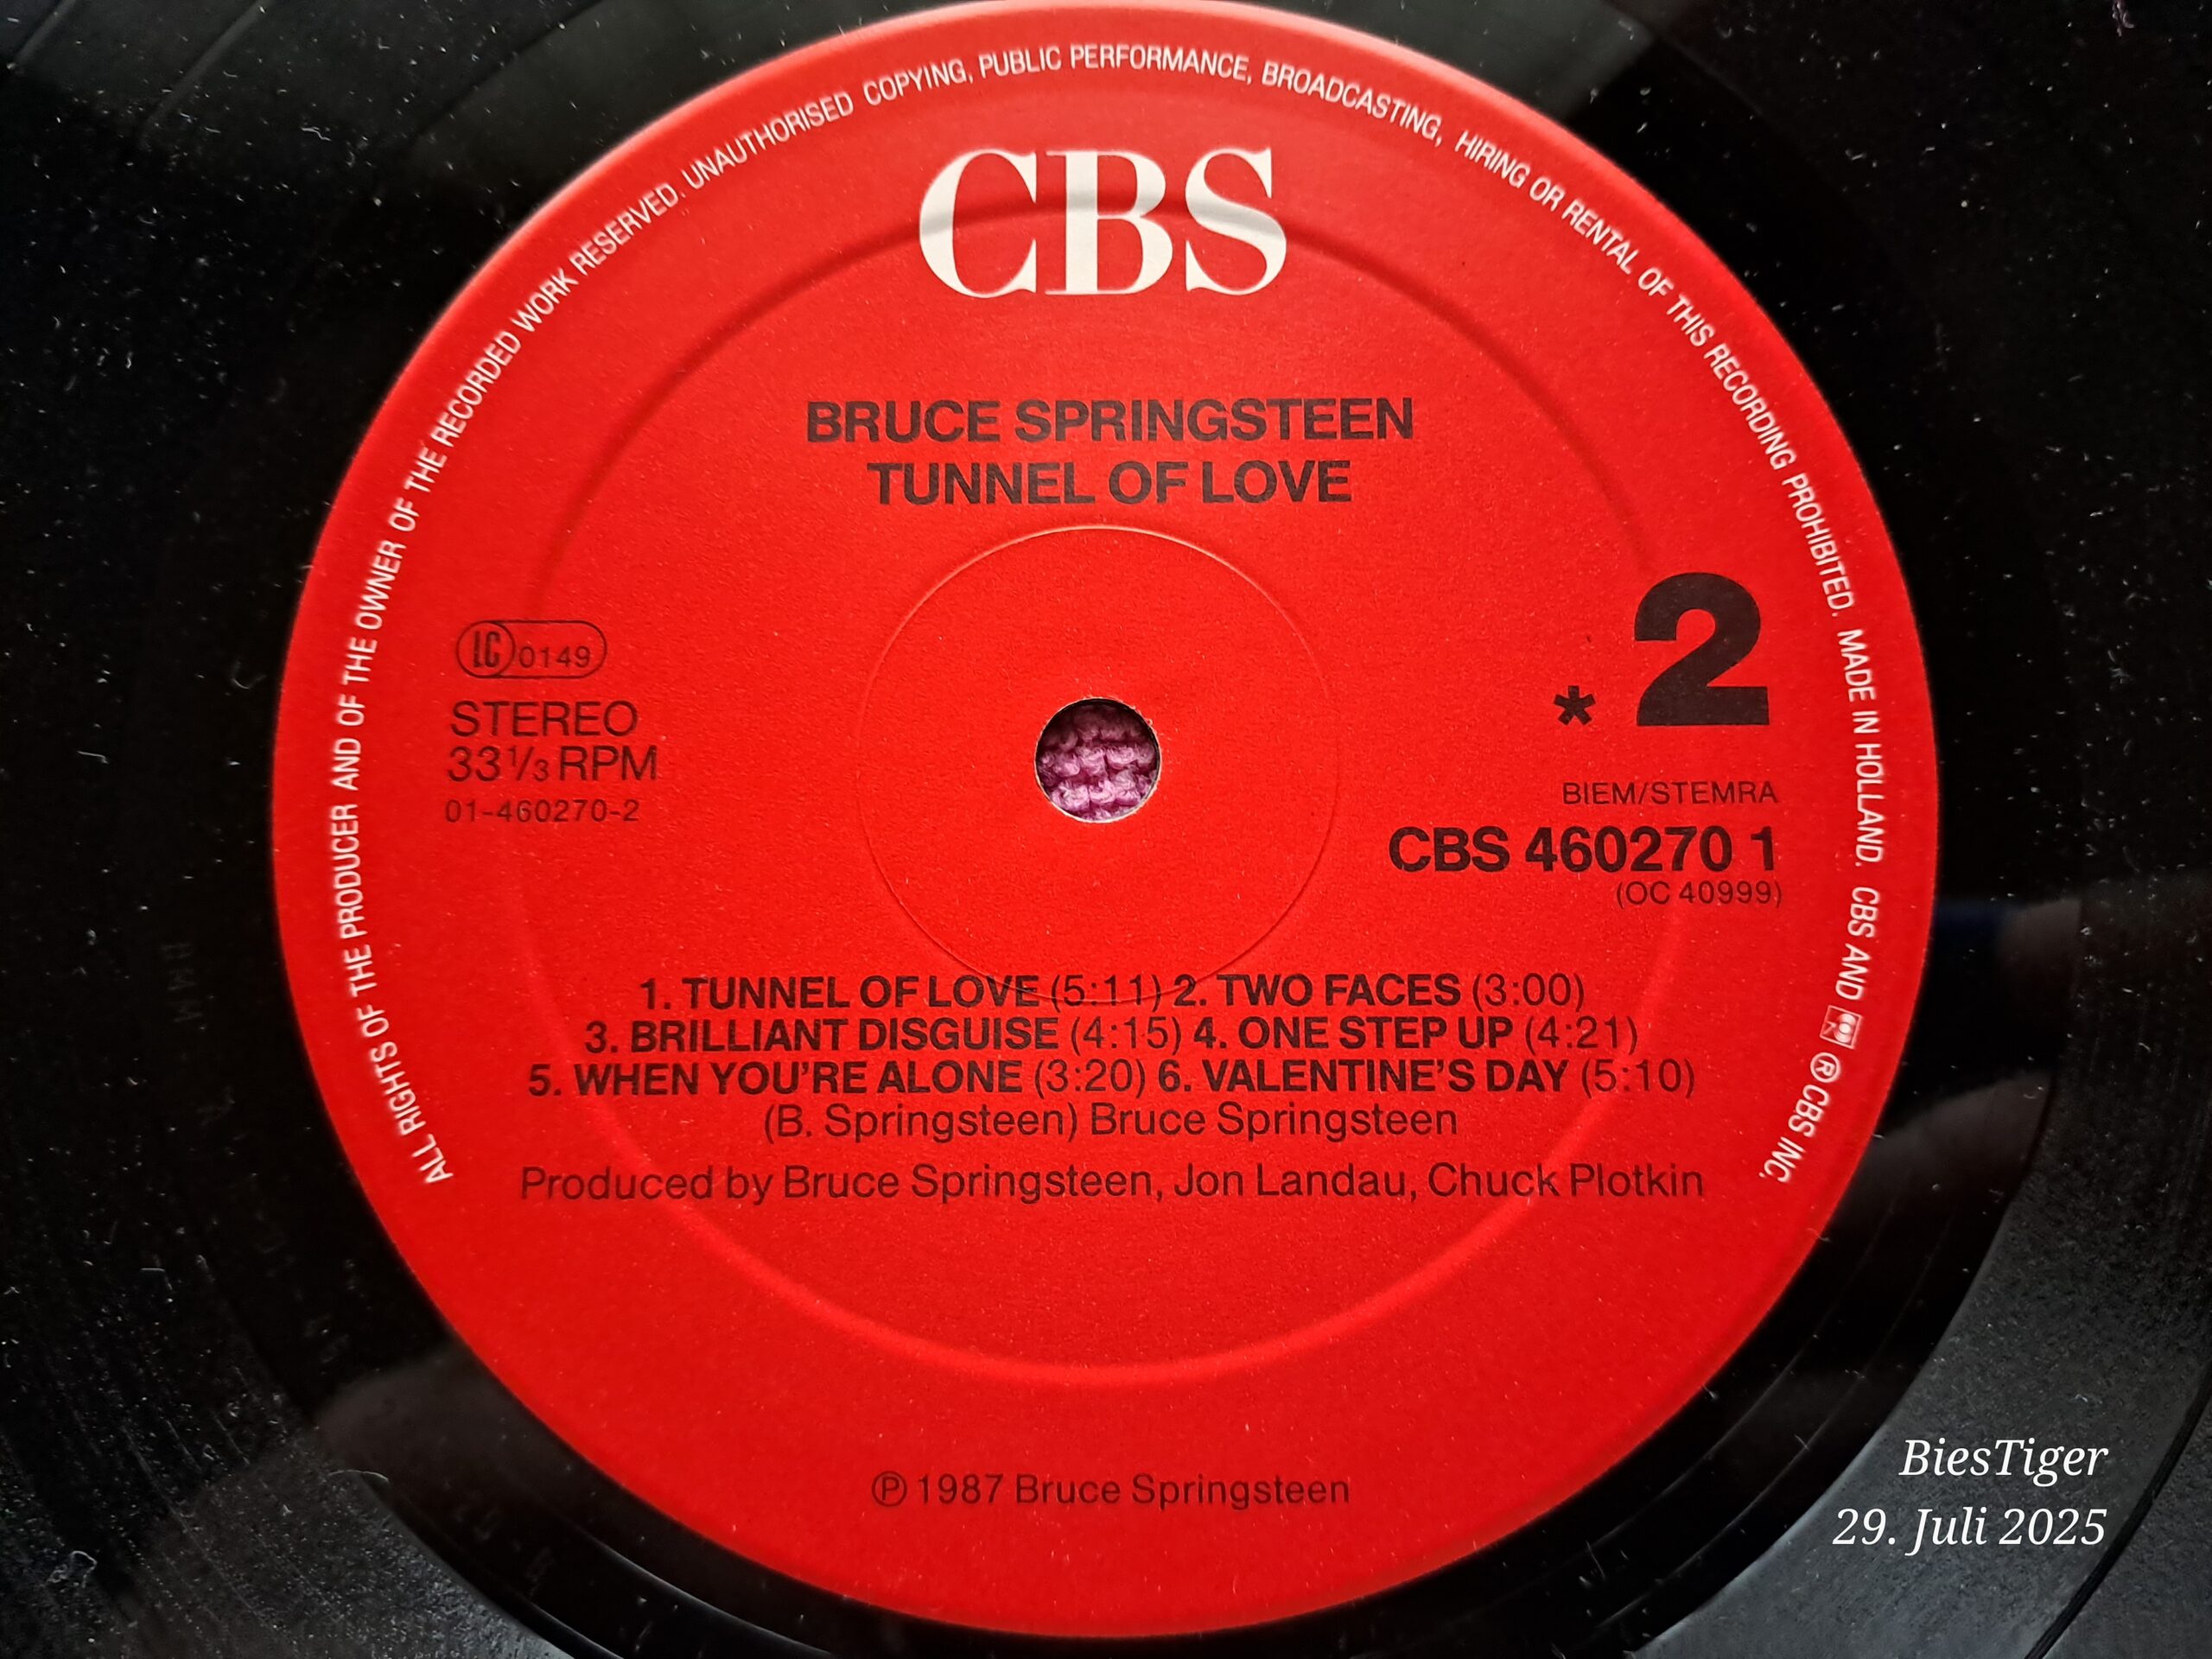 ALL RIGHTS OF THE PRODUCER AND OF THE OWNER OF THE RECORDED WORK RESERVED. UNAUTHORISED COPYING, PUBLIC PERFORMANCE, BROADCASTING, HIRING OR RENTAL OF THIS RECORDING PROHIBITED. MADE IN HOLLAND. CBS AND ® CBS INC.
CBS
BRUCE SPRINGSTEEN
TUNNEL OF LOVE
LC 0149
STEREO
33 1/3 RPM
01-460270-2
* 2
BIEM/STEMRA
CBS 460270 1
(OC 40999)
1. TUNNEL OF LOVE (5:11) 2. TWO FACES (3:00)
3. BRILLIANT DISGUISE (4:15) 4. ONE STEP UP (4:21)
5. WHEN YOU'RE ALONE (3:20) 6. VALENTINE'S DAY (5:10)
(B. Springsteen) Bruce Springsteen
Produced by Bruce Springsteen, Jon Landau, Chuck Plotkin
℗ 1987 Bruce Springsteen
BiesTiger
29. Juli 2025